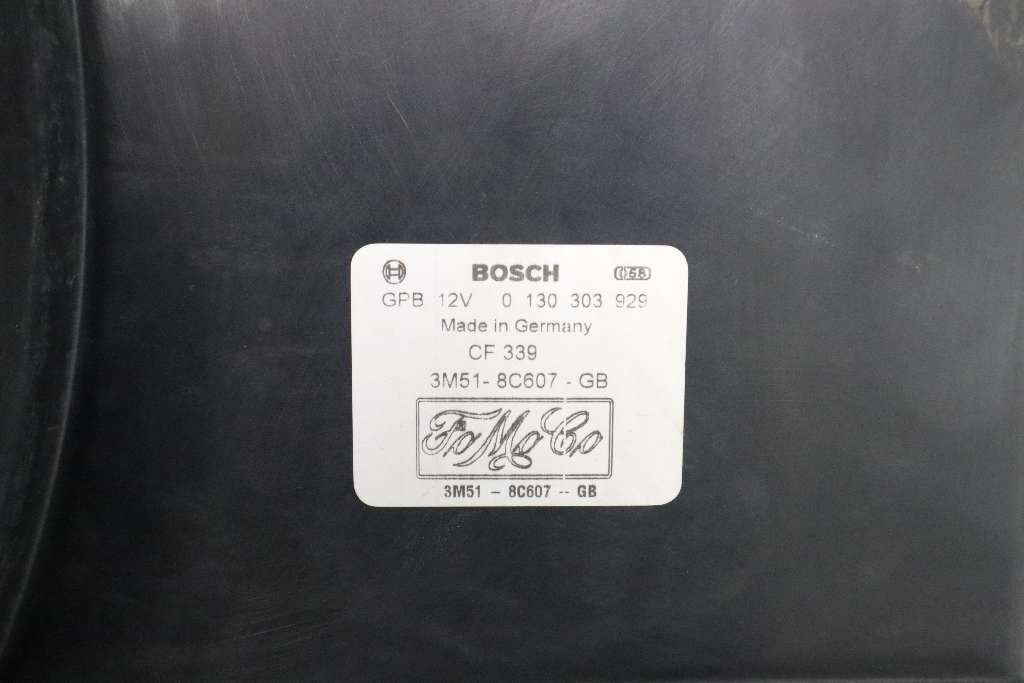 BOSCH 058
GPB 12V 0 130 303 929
Made in Germany
CF 339
3M51- 8C607 - GB
FoMoCo
3M51 - 8C607 -- GB